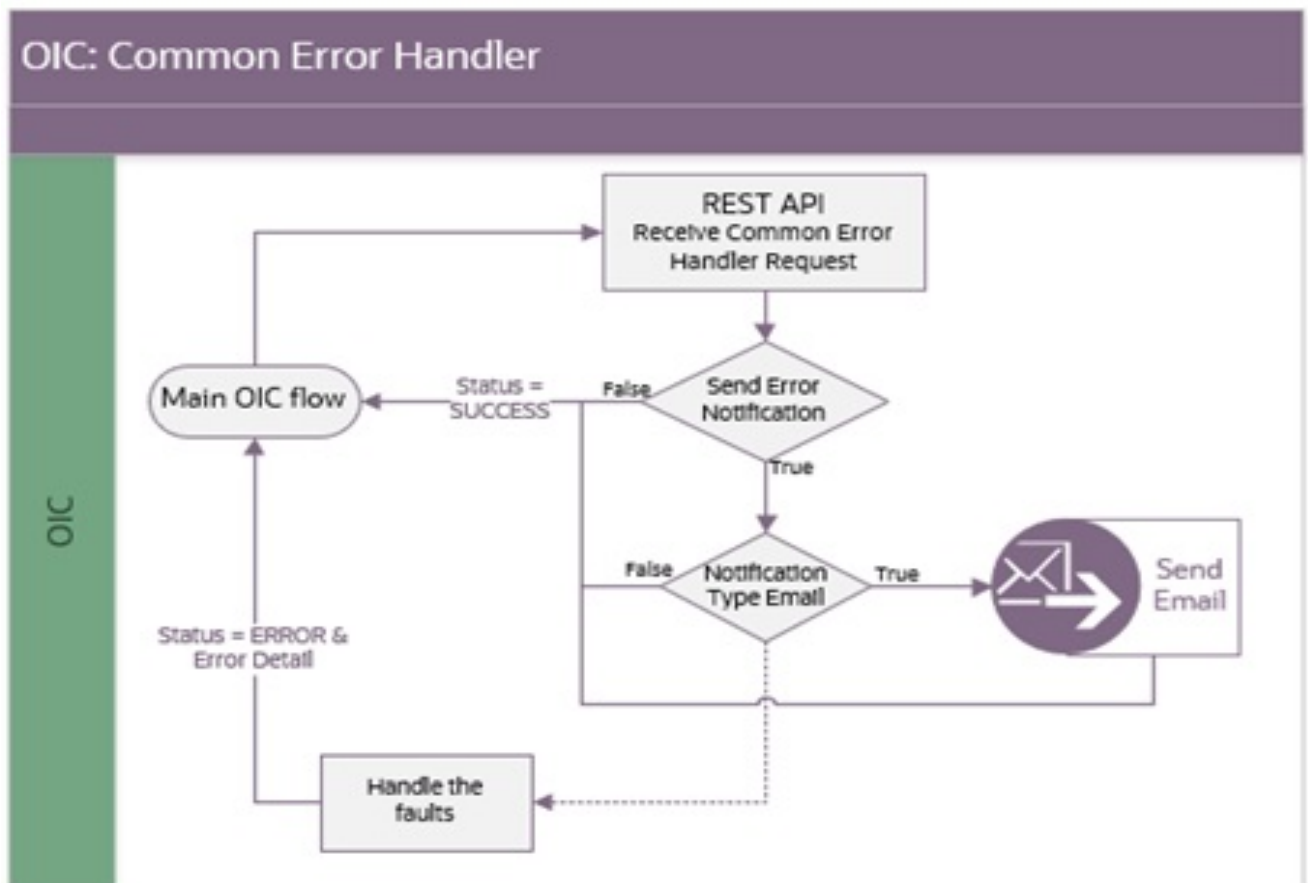 OIC: Common Error Handler
REST API
Receive Common Error
Handler Request
Main OIC flow
Status =
SUCCESS
False
Send Error
Notification
True
OIC
False
Notification
Type Email
True
Send
Email
Status = ERROR &
Error Detail
Handle the
faults